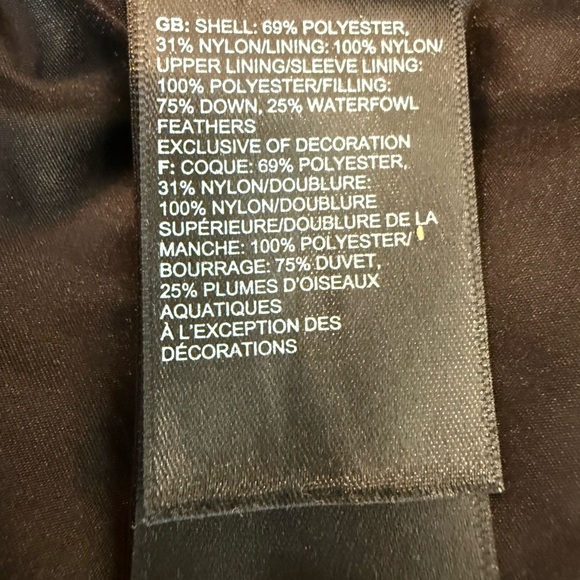 GB: SHELL: 69% POLYESTER,
31% NYLON/LINING: 100% NYLON/
UPPER LINING/SLEEVE LINING:
100% POLYESTER/FILLING:
75% DOWN, 25% WATERFOWL
FEATHERS
EXCLUSIVE OF DECORATION
F: COQUE: 69% POLYESTER,
31% NYLON/DOUBLURE:
100% NYLON/DOUBLURE
SUPÉRIEURE/DOUBLURE DE LA
MANCHE: 100% POLYESTER/
BOURRAGE: 75% DUVET,
25% PLUMES D'OISEAUX
AQUATIQUES
À L'EXCEPTION DES
DÉCORATIONS